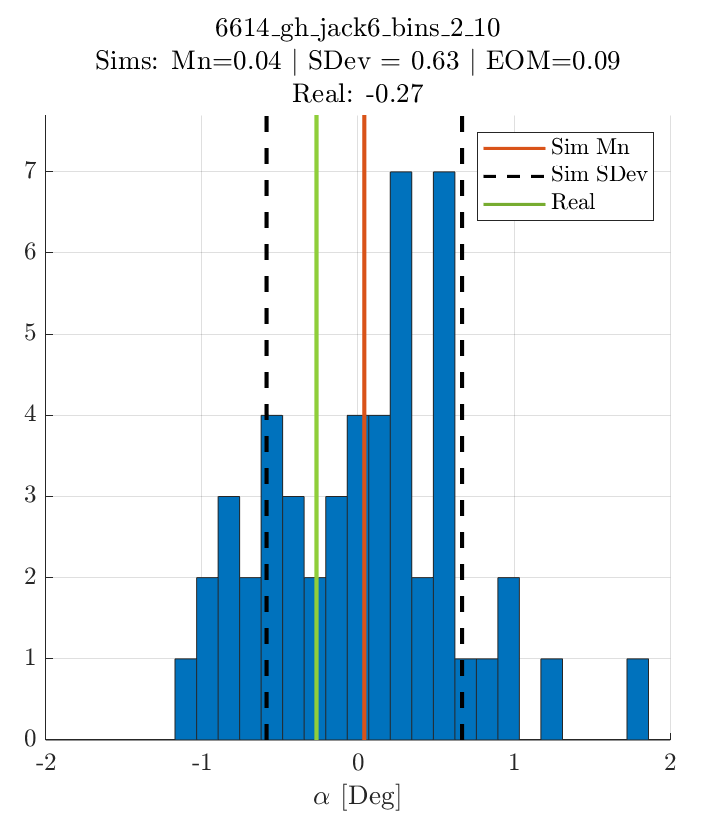 6614_gh_jack6_bins_2_10
Sims: Mn=0.04 | SDev = 0.63 | EOM=0.09
Real: -0.27
Sim Mn
Sim SDev
Real
7
6
5
4
3
2
1
0
-2 -1 0 1 2
α [Deg]